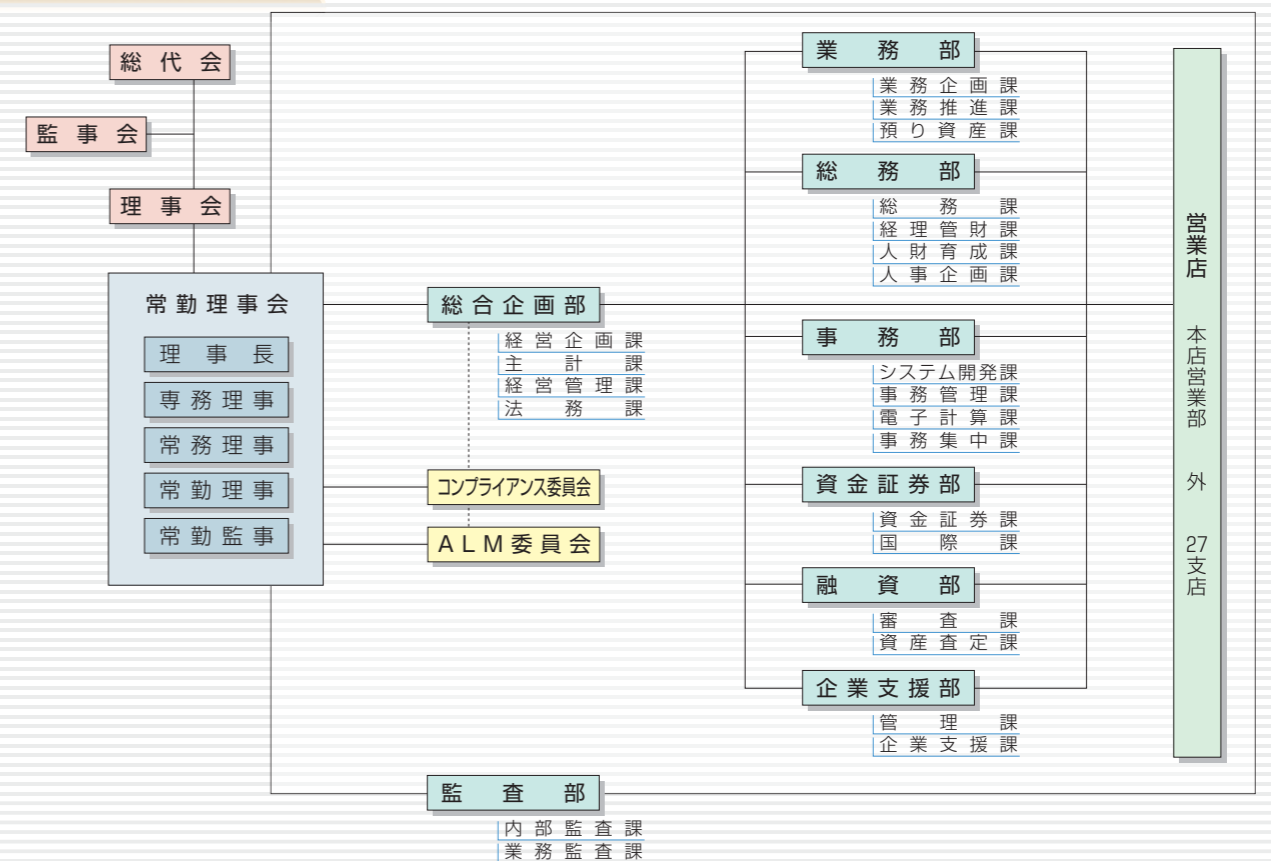 総代会
監事会
理事会
常勤理事会
理事長
専務理事
常務理事
常勤理事
常勤監事
総合企画部
経営企画課
主計課
経営管理課
法務課
コンプライアンス委員会
ALM委員会
業務部
業務企画課
業務推進課
預り資産課
総務部
総務課
経理管財課
人財育成課
人事企画課
事務部
システム開発課
事務管理課
電子計算課
事務集中課
資金証券部
資金証券課
国際課
融資部
審査課
資産査定課
企業支援部
管理課
企業支援課
営業店 本店営業部 外 27支店
監査部
内部監査課
業務監査課